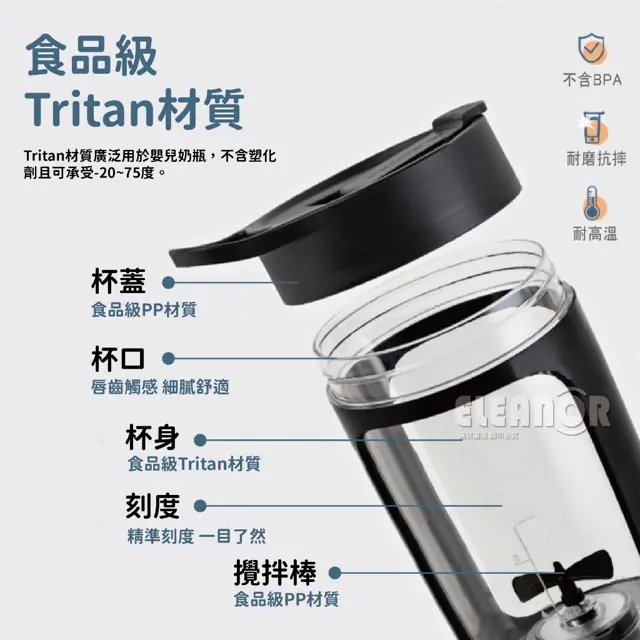 食品級
Tritan材質
Tritan材質廣泛用於嬰兒奶瓶，不含塑化
劑且可承受-20~75度。
不含BPA
耐磨抗摔
耐高溫
杯蓋
食品級PP材質
杯口
唇齒觸感 細膩舒適
杯身
食品級Tritan材質
刻度
精準刻度 一目了然
攪拌棒
食品級PP材質
ELEANOR